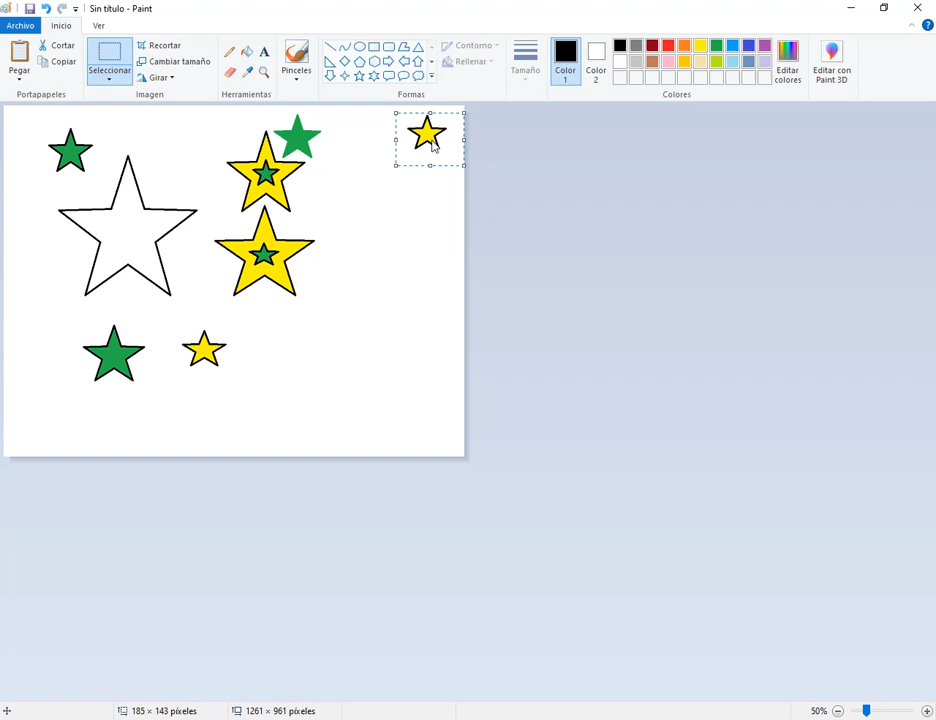 Sin título - Paint
Archivo Inicio Ver
Pegar
Cortar
Copiar
Portapapeles
Seleccionar
Recortar
Cambiar tamaño
Girar
Imagen
A
Herramientas
Pinceles
Contorno
Rellenar
Formas
Tamaño
Color
1
Color
2
Editar
colores
Colores
Editar con
Paint 3D
185 × 143 píxeles
1261 × 961 píxeles
50%